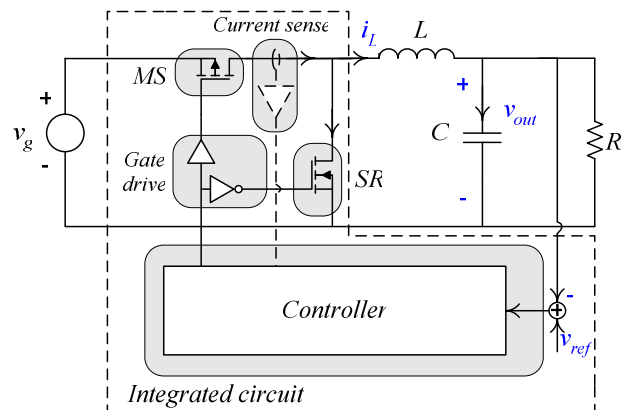 Current sense
i_L
L
MS
+
v_g
-
Gate
drive
SR
+
v_out
-
C
R
Controller
-
+
v_ref
Integrated circuit